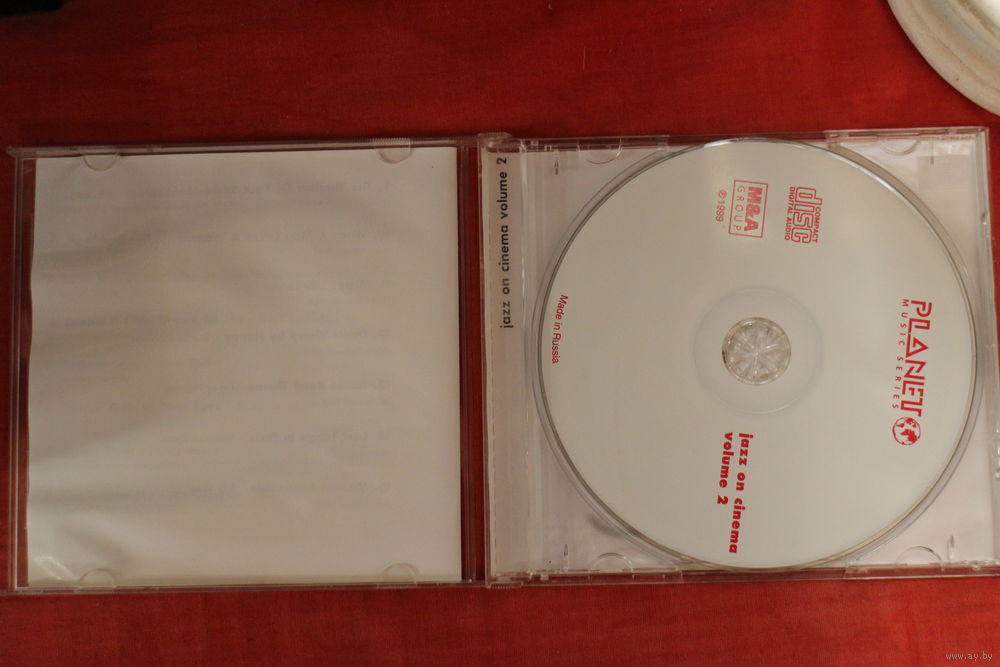 jazz on cinema volume 2
PLANET
MUSIC SERIES
COMPACT
disc
DIGITAL AUDIO
M&A
GROUP
℗1999
Made in Russia
jazz on cinema
volume 2
www.ay.by